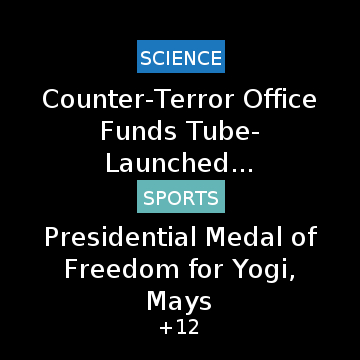 SCIENCE
Counter-Terror Office
Funds Tube-
Launched...
SPORTS
Presidential Medal of
Freedom for Yogi,
Mays
+12